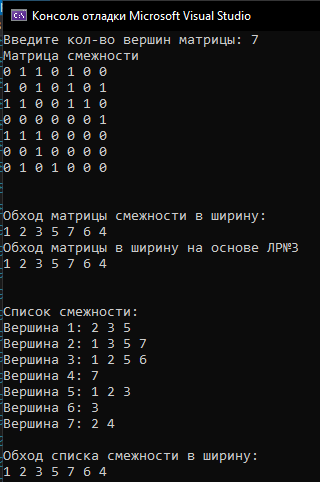 Консоль отладки Microsoft Visual Studio
Введите кол-во вершин матрицы: 7
Матрица смежности
0 1 1 0 1 0 0
1 0 1 0 1 0 1
1 1 0 0 1 1 0
0 0 0 0 0 0 1
1 1 1 0 0 0 0
0 0 1 0 0 0 0
0 1 0 1 0 0 0
Обход матрицы смежности в ширину:
1 2 3 5 7 6 4
Обход матрицы в ширину на основе ЛР№3
1 2 3 5 7 6 4
Список смежности:
Вершина 1: 2 3 5
Вершина 2: 1 3 5 7
Вершина 3: 1 2 5 6
Вершина 4: 7
Вершина 5: 1 2 3
Вершина 6: 3
Вершина 7: 2 4
Обход списка смежности в ширину:
1 2 3 5 7 6 4